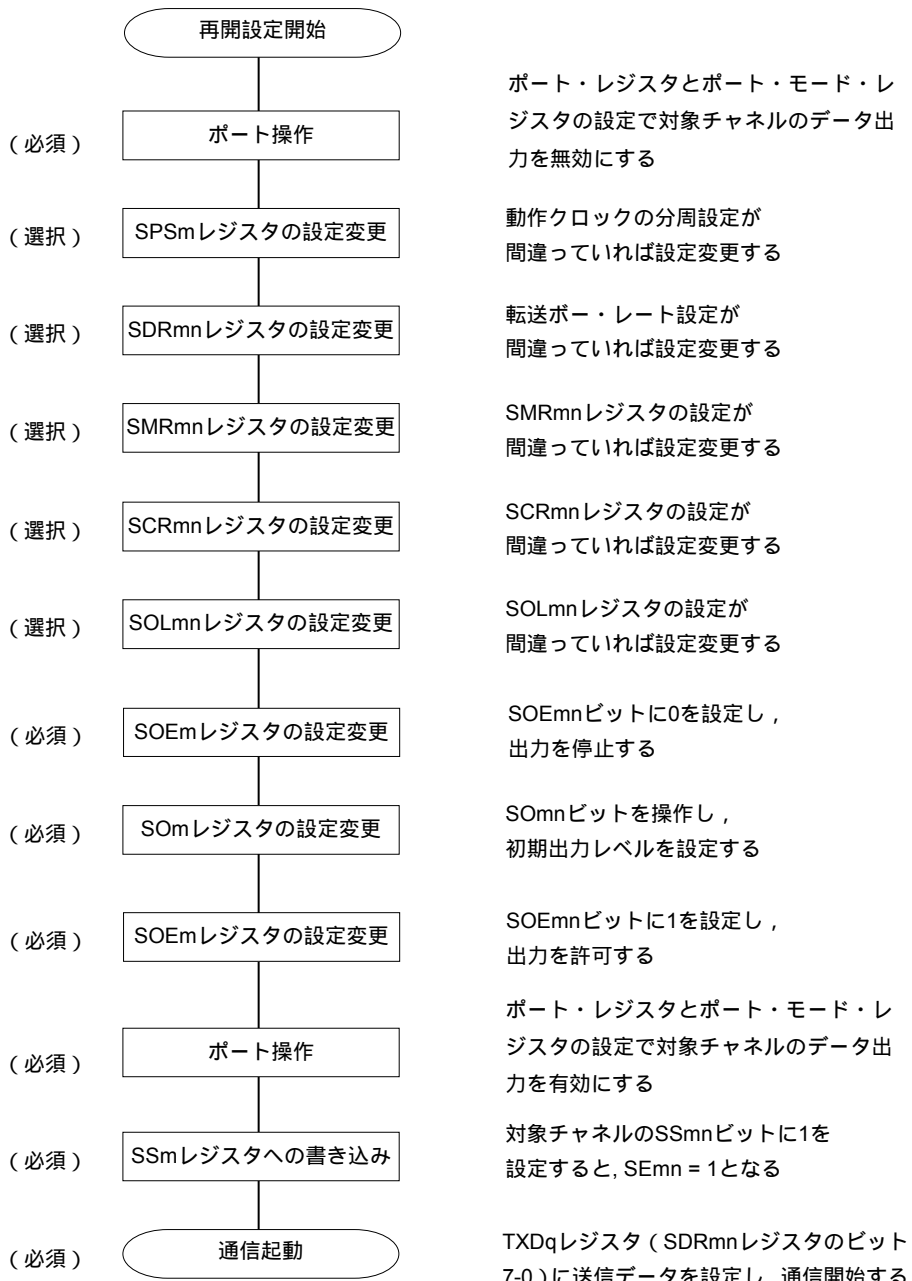 再開設定開始
(必須)
ポート操作
ポート・レジスタとポート・モード・レ
ジスタの設定で対象チャネルのデータ出
力を無効にする
(選択)
SPSmレジスタの設定変更
動作クロックの分周設定が
間違っていれば設定変更する
(選択)
SDRmnレジスタの設定変更
転送ボー・レート設定が
間違っていれば設定変更する
(選択)
SMRmnレジスタの設定変更
SMRmnレジスタの設定が
間違っていれば設定変更する
(選択)
SCRmnレジスタの設定変更
SCRmnレジスタの設定が
間違っていれば設定変更する
(選択)
SOLmnレジスタの設定変更
SOLmnレジスタの設定が
間違っていれば設定変更する
(必須)
SOEmレジスタの設定変更
SOEmnビットに0を設定し,
出力を停止する
(必須)
SOmレジスタの設定変更
SOmnビットを操作し,
初期出力レベルを設定する
(必須)
SOEmレジスタの設定変更
SOEmnビットに1を設定し,
出力を許可する
(必須)
ポート操作
ポート・レジスタとポート・モード・レ
ジスタの設定で対象チャネルのデータ出
力を有効にする
(必須)
SSmレジスタへの書き込み
対象チャネルのSSmnビットに1を
設定すると, SEmn = 1となる
(必須)
通信起動
TXDqレジスタ(SDRmnレジスタのビット
7-0)に送信データを設定し, 通信開始する